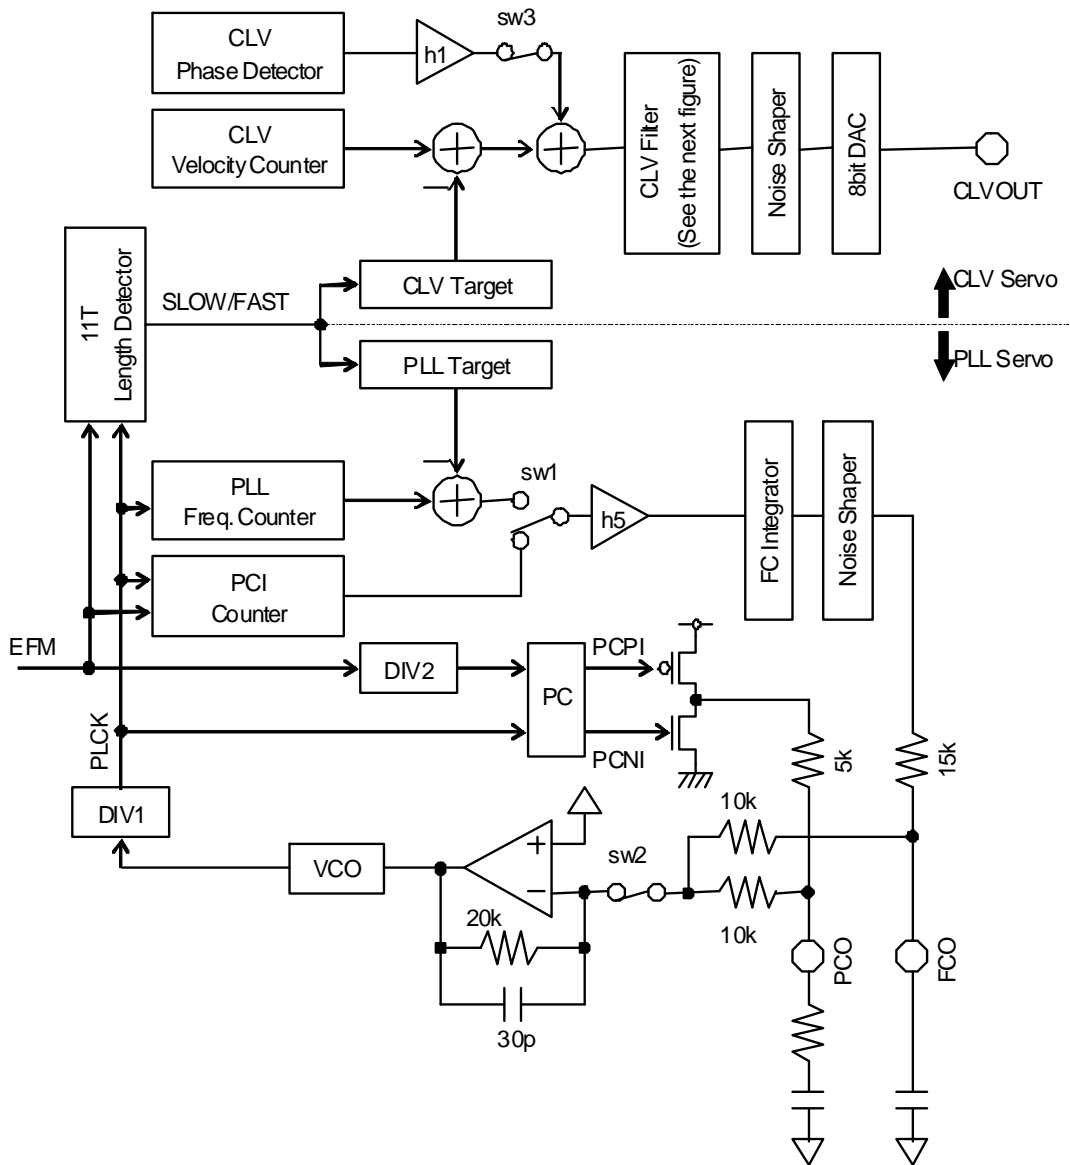 sw3
CLV
Phase Detector
h1
CLV
Velocity Counter
CLV Filter
(See the next figure)
Noise Shaper
8bit DAC
CLVOUT
11T
Length Detector
SLOW/FAST
CLV Target
CLV Servo
PLL Target
PLL Servo
PLL
Freq. Counter
sw1
h5
FC Integrator
Noise Shaper
PCI
Counter
EFM
DIV2
PC
PCPI
PCNI
PLCK
5k
15k
DIV1
10k
VCO
+
−
sw2
10k
20k
30p
PCO
FCO